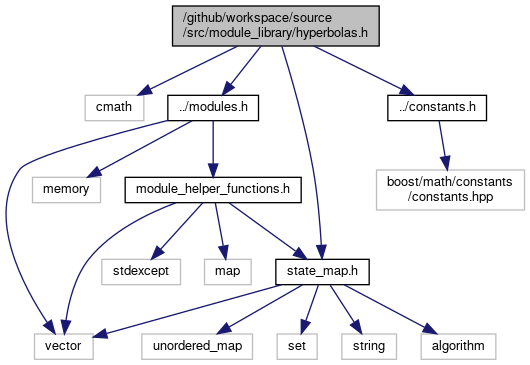 /github/workspace/source
/src/module_library/hyperbolas.h
cmath
../modules.h
../constants.h
memory
module_helper_functions.h
boost/math/constants
/constants.hpp
stdexcept
map
state_map.h
vector
unordered_map
set
string
algorithm